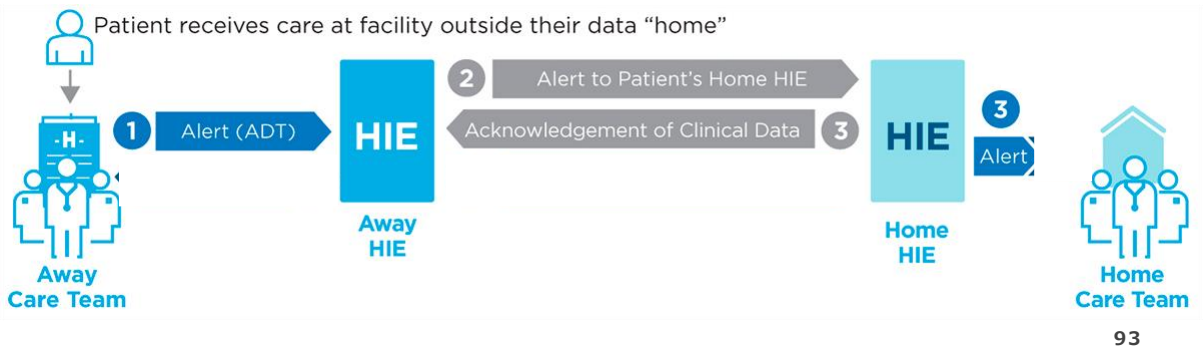 Patient receives care at facility outside their data “home”
-H-
1
Alert (ADT)
HIE
2
Alert to Patient's Home HIE
Acknowledgement of Clinical Data
3
HIE
3
Alert
Away
HIE
Home
HIE
Away
Care Team
Home
Care Team
93